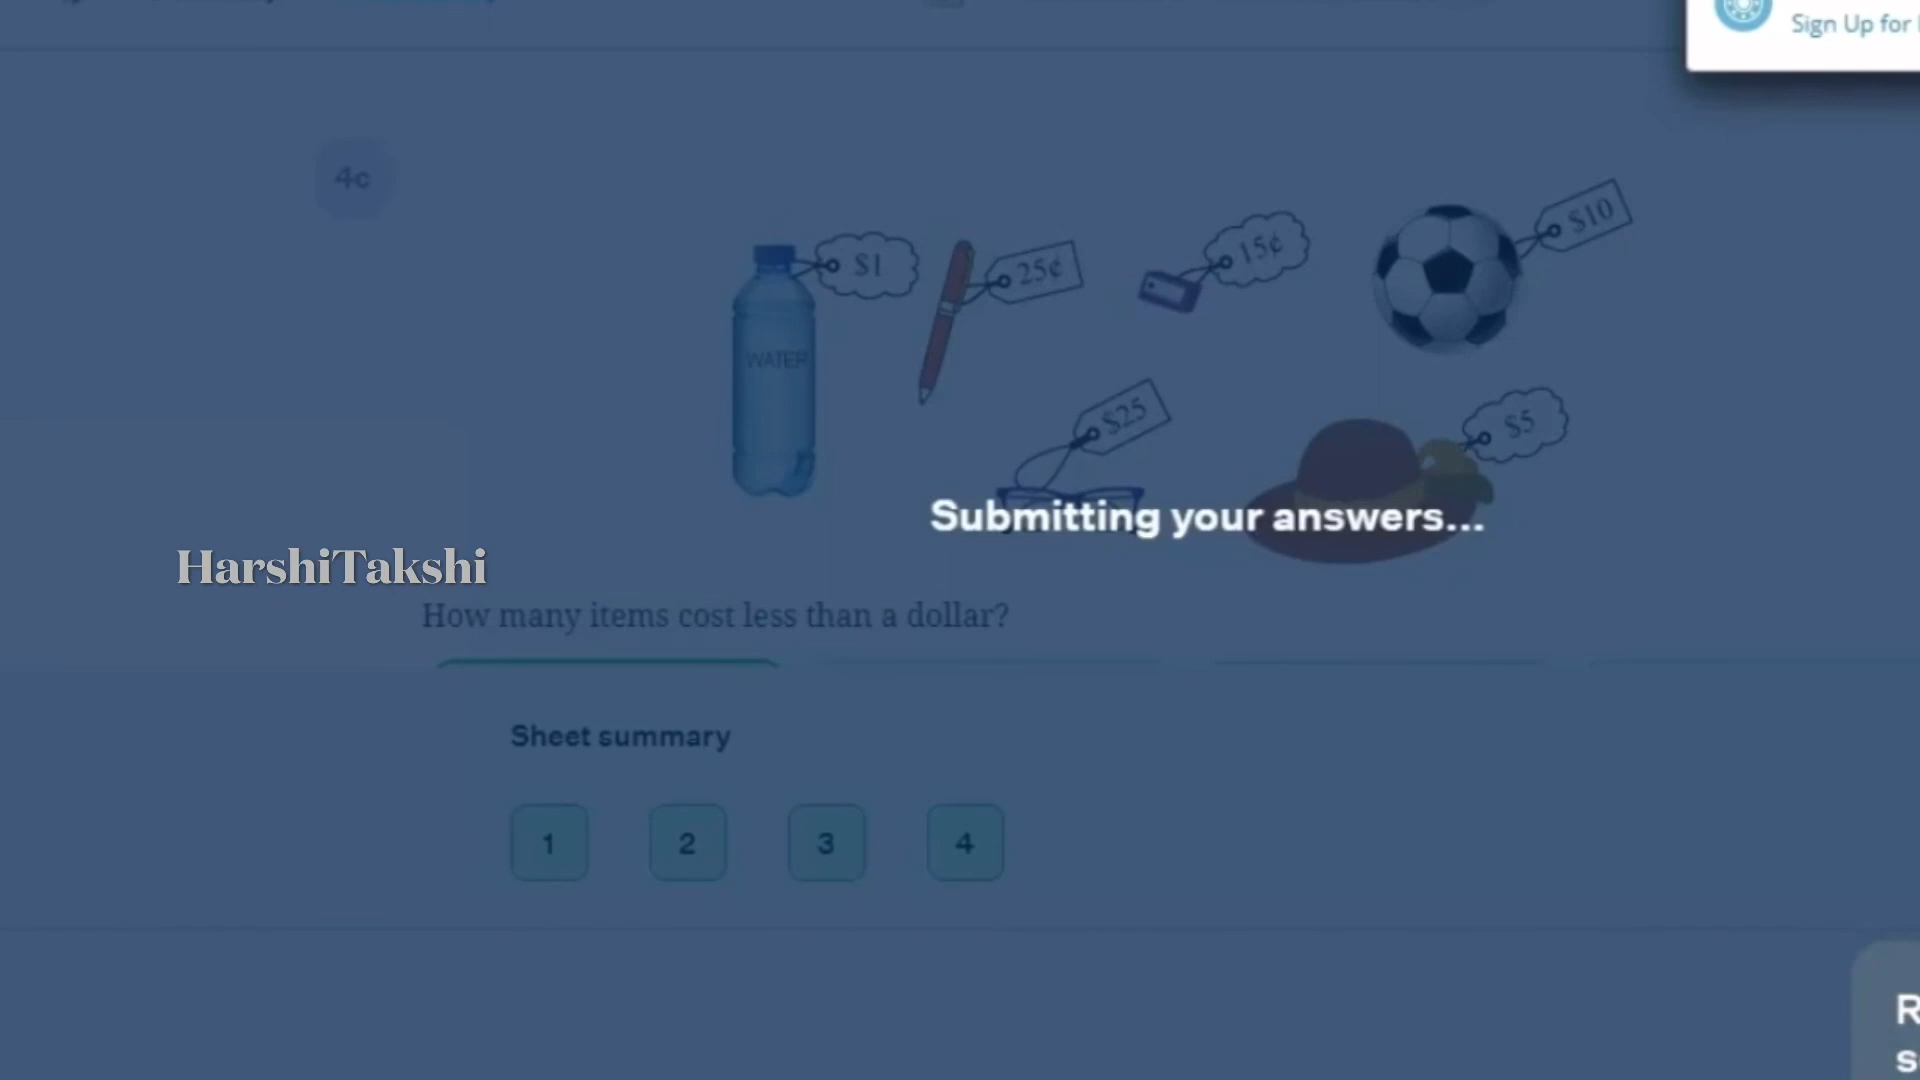 Sign Up for
4c
$1
25¢
15¢
$10
WATER
$25
$5
Submitting your answers...
HarshiTakshi
How many items cost less than a dollar?
Sheet summary
1 2 3 4